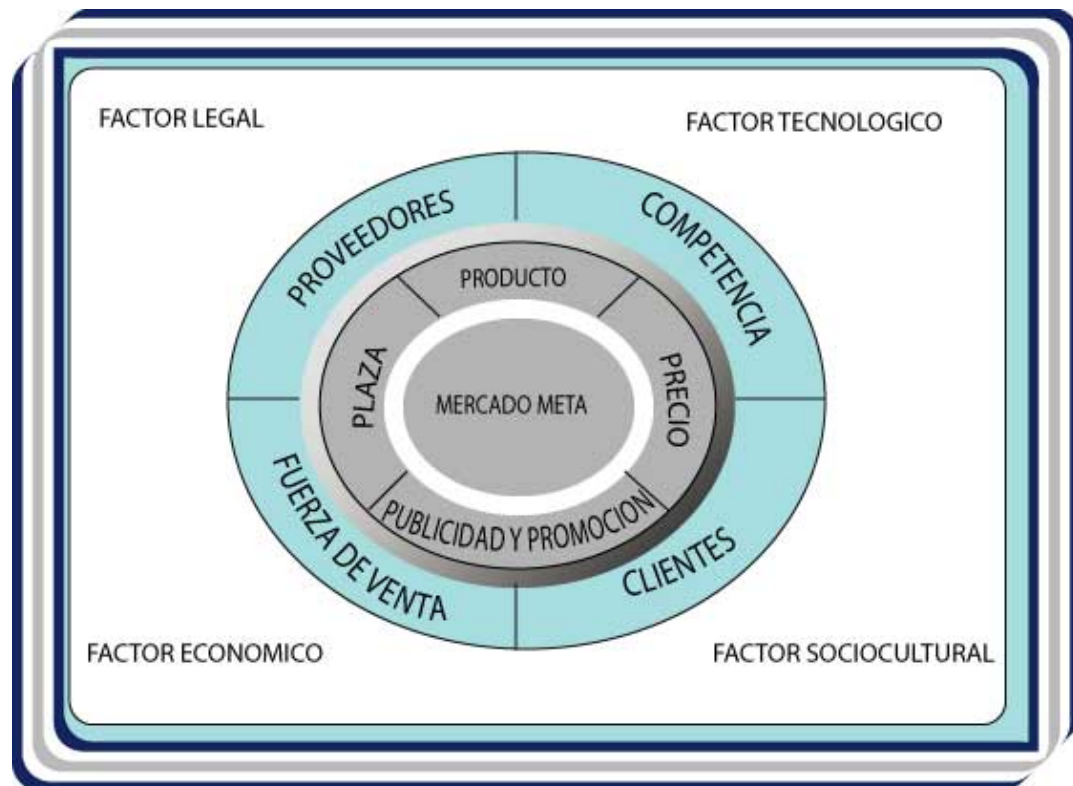 FACTOR LEGAL
FACTOR TECNOLOGICO
PROVEEDORES
COMPETENCIA
PRODUCTO
PLAZA
PRECIO
MERCADO META
PUBLICIDAD Y PROMOCION
FUERZA DE VENTA
CLIENTES
FACTOR ECONOMICO
FACTOR SOCIOCULTURAL